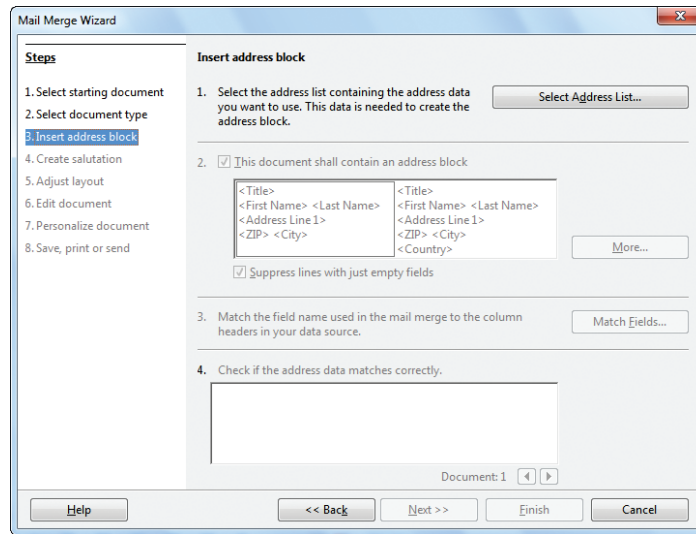 Mail Merge Wizard
Steps
1. Select starting document
2. Select document type
3. Insert address block
4. Create salutation
5. Adjust layout
6. Edit document
7. Personalize document
8. Save, print or send
Insert address block
1. Select the address list containing the address data
you want to use. This data is needed to create the
address block.
Select Address List...
2. This document shall contain an address block
<Title>
<First Name> <Last Name>
<Address Line 1>
<ZIP> <City>
<Title>
<First Name> <Last Name>
<Address Line 1>
<ZIP> <City>
<Country>
More...
Suppress lines with just empty fields
3. Match the field name used in the mail merge to the column
headers in your data source.
Match Fields...
4. Check if the address data matches correctly.
Document: 1
Help
<< Back
Next >>
Finish
Cancel